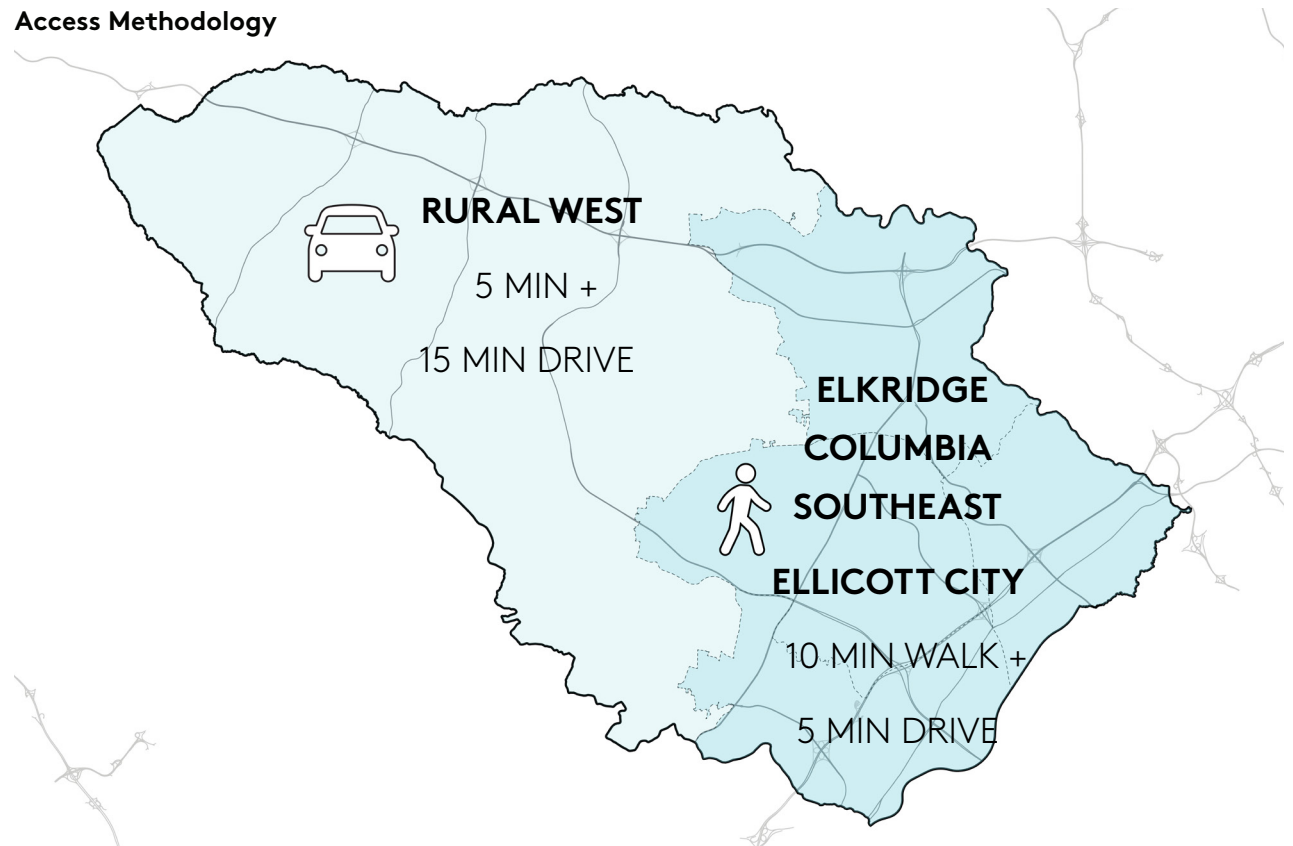 Access Methodology
RURAL WEST
5 MIN +
15 MIN DRIVE
ELKRIDGE
COLUMBIA
SOUTHEAST
ELLICOTT CITY
10 MIN WALK +
5 MIN DRIVE